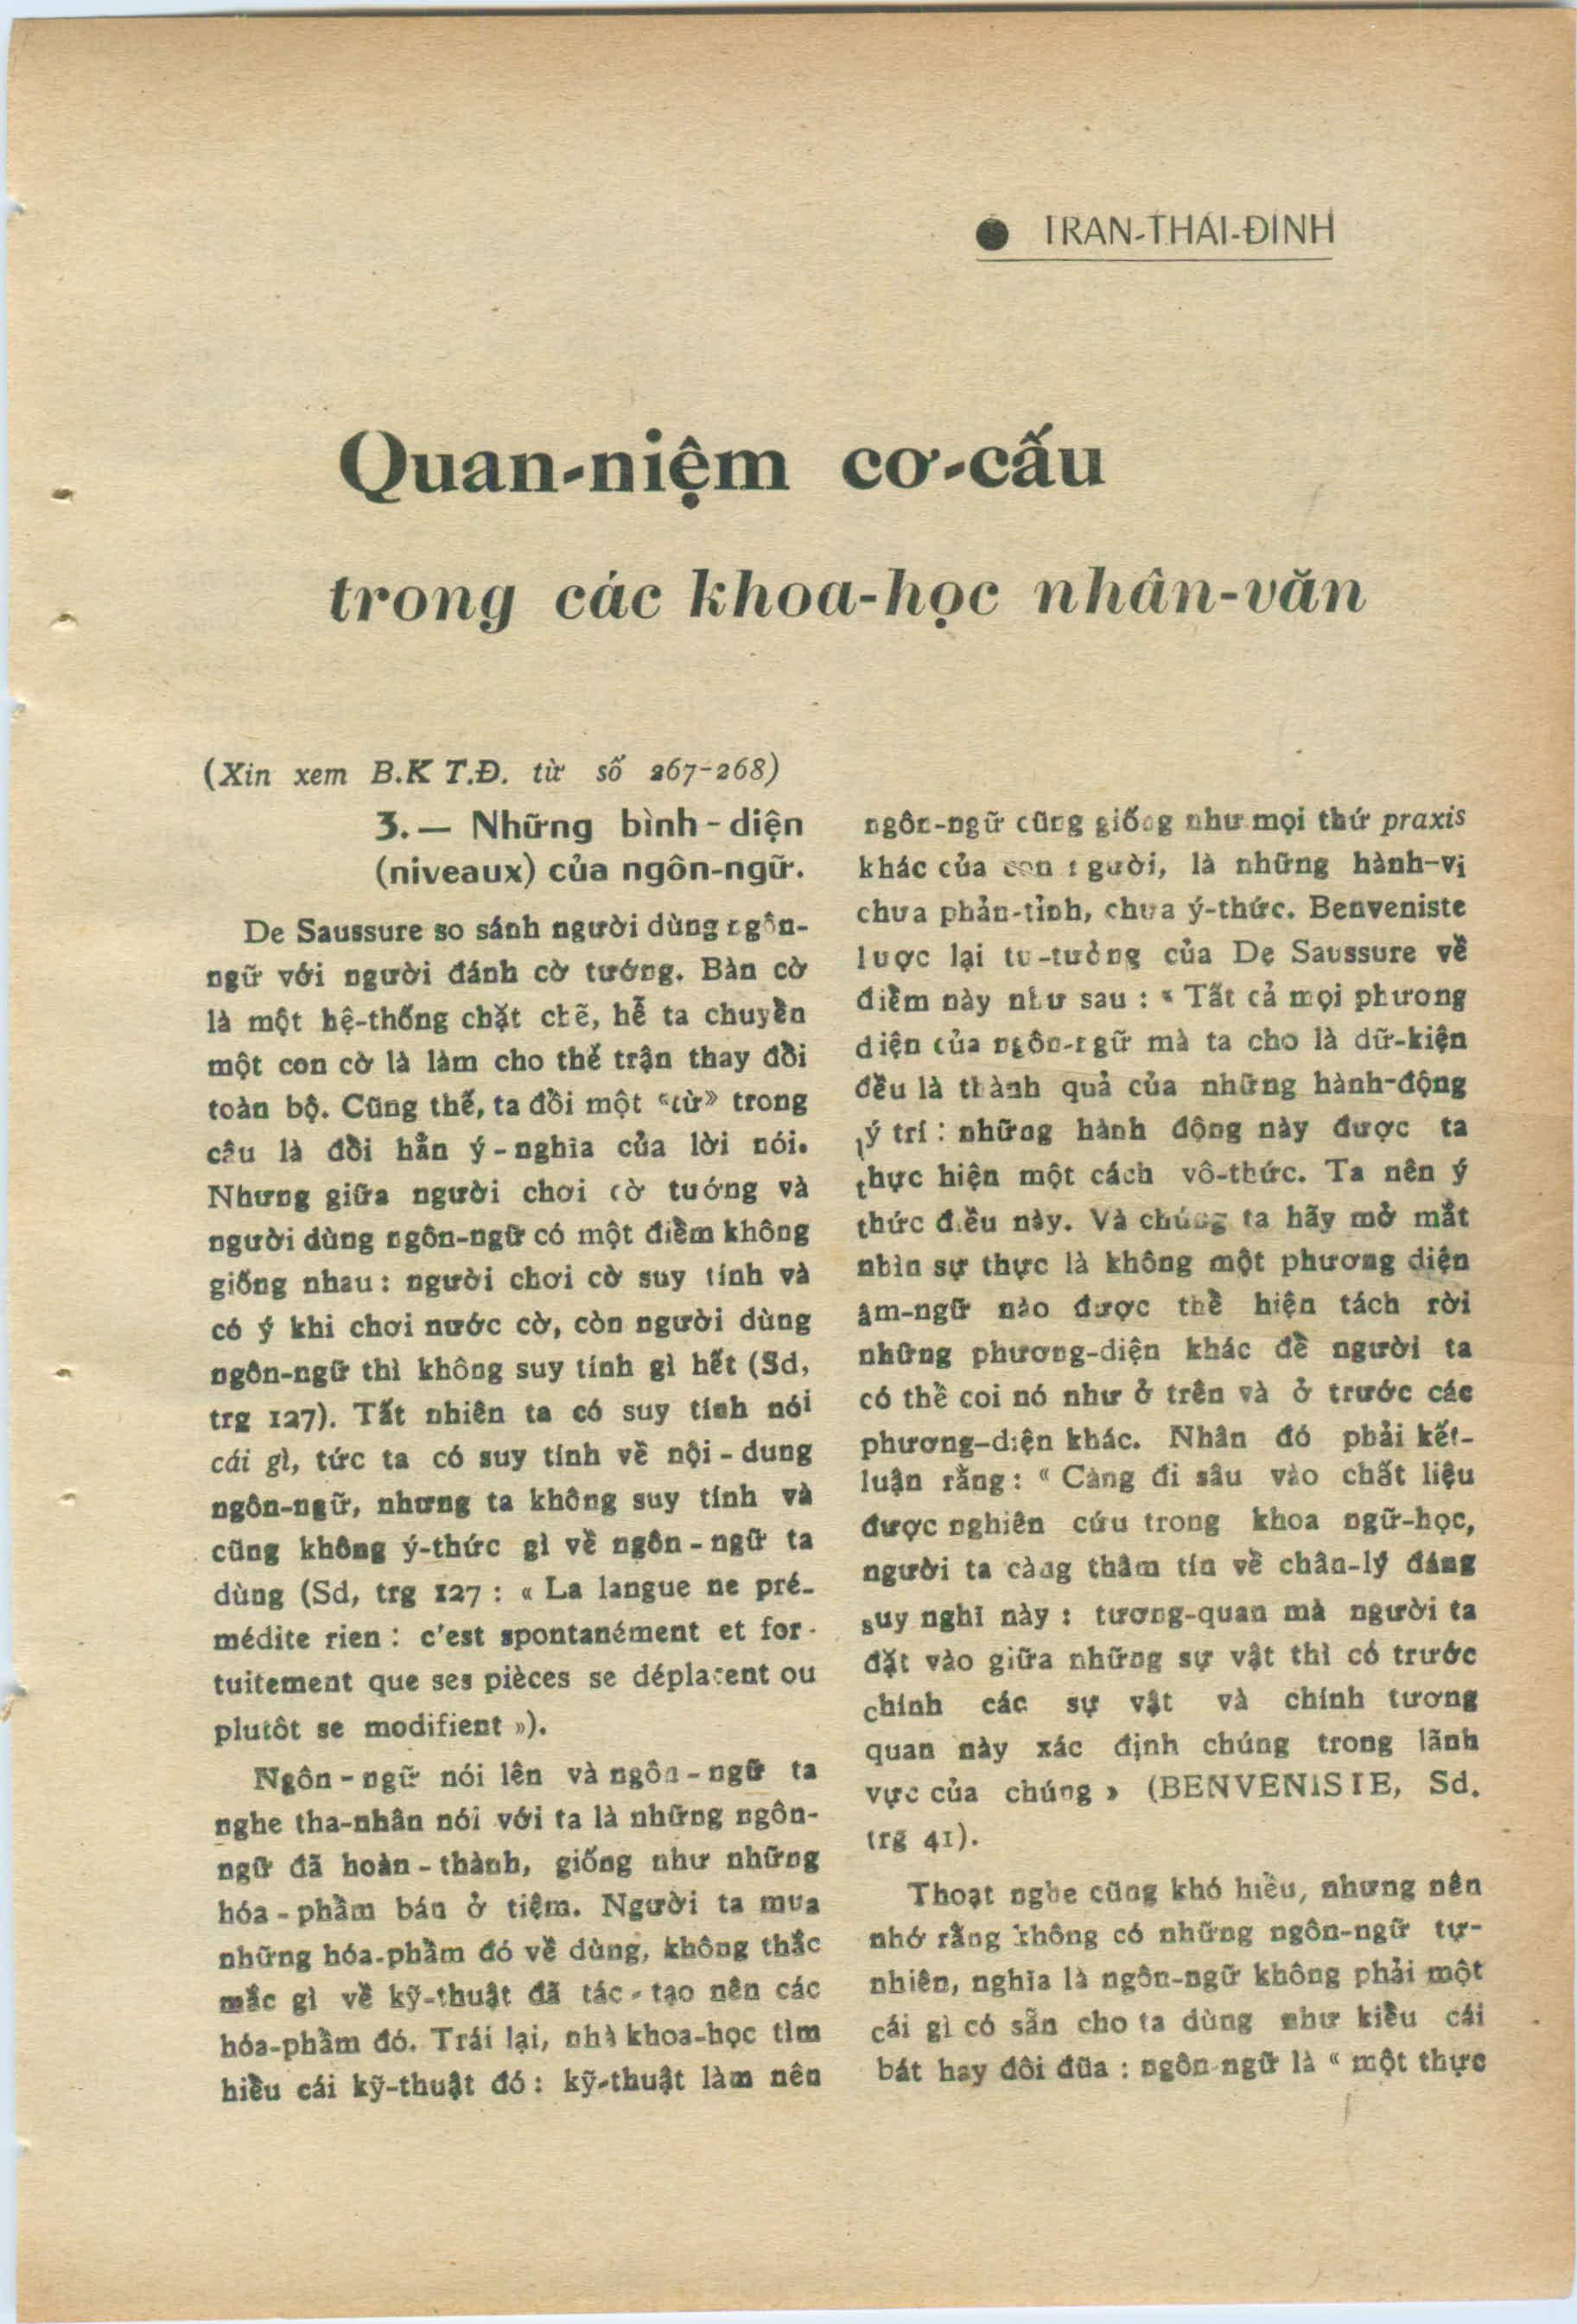 ● TRAN-THAI-ĐINH
Quan-niệm cơ-cấu
trong các khoa-học nhân-văn
(Xin xem B.K T.Đ. từ số 267-268)
3.— Những bình-diện
(niveaux) của ngôn-ngữ.
De Saussure so sánh người dùng ngôn-
ngữ với người đánh cờ tướng. Bàn cờ
là một hệ-thống chặt chẽ, hễ ta chuyển
một con cờ là làm cho thế trận thay đổi
toàn bộ. Cũng thế, ta đổi một «từ» trong
câu là đổi hẳn ý-nghĩa của lời nói.
Nhưng giữa người chơi cờ tướng và
người dùng ngôn-ngữ có một điểm không
giống nhau: người chơi cờ suy tính và
có ý khi chơi nước cờ, còn người dùng
ngôn-ngữ thì không suy tính gì hết (Sd,
trg 127). Tất nhiên ta có suy tính nói
cái gì, tức ta có suy tính về nội-dung
ngôn-ngữ, nhưng ta không suy tính và
cũng không ý-thức gì về ngôn-ngữ ta
dùng (Sd, trg 127 : « La langue ne pré-
médite rien : c'est spontanément et for-
tuitement que ses pièces se déplacent ou
plutôt se modifient »).
Ngôn-ngữ nói lên và ngôn-ngữ ta
nghe tha-nhân nói với ta là những ngôn-
ngữ đã hoàn-thành, giống như những
hóa-phẩm bán ở tiệm. Người ta mua
những hóa-phẩm đó về dùng, không thắc
mắc gì về kỹ-thuật đã tác-tạo nên các
hóa-phẩm đó. Trái lại, nhà khoa-học tìm
hiểu cái kỹ-thuật đó: kỹ-thuật làm nên
ngôn-ngữ cũng giống như mọi thứ praxis
khác của con người, là những hành-vi
chưa phản-tỉnh, chưa ý-thức. Benveniste
lược lại tư-tưởng của De Saussure về
điểm này như sau : « Tất cả mọi phương
diện của ngôn-ngữ mà ta cho là dữ-kiện
đều là thành quả của những hành-động
lý trí : những hành động này được ta
thực hiện một cách vô-thức. Ta nên ý
thức điều này. Và chúng ta hãy mở mắt
nhìn sự thực là không một phương diện
âm-ngữ nào được thể hiện tách rời
những phương-diện khác để người ta
có thể coi nó như ở trên và ở trước các
phương-diện khác. Nhân đó phải kết-
luận rằng : « Càng đi sâu vào chất liệu
được nghiên cứu trong khoa ngữ-học,
người ta càng thâm tín về chân-lý đáng
suy nghĩ này : tương-quan mà người ta
đặt vào giữa những sự vật thì có trước
chính các sự vật và chính tương
quan này xác định chúng trong lãnh
vực của chúng » (BENVENISTE, Sd.
trg 41).
Thoạt nghe cũng khó hiểu, nhưng nên
nhớ rằng không có những ngôn-ngữ tự-
nhiên, nghĩa là ngôn-ngữ không phải một
cái gì có sẵn cho ta dùng như kiểu cái
bát hay đôi đũa : ngôn-ngữ là « một thực